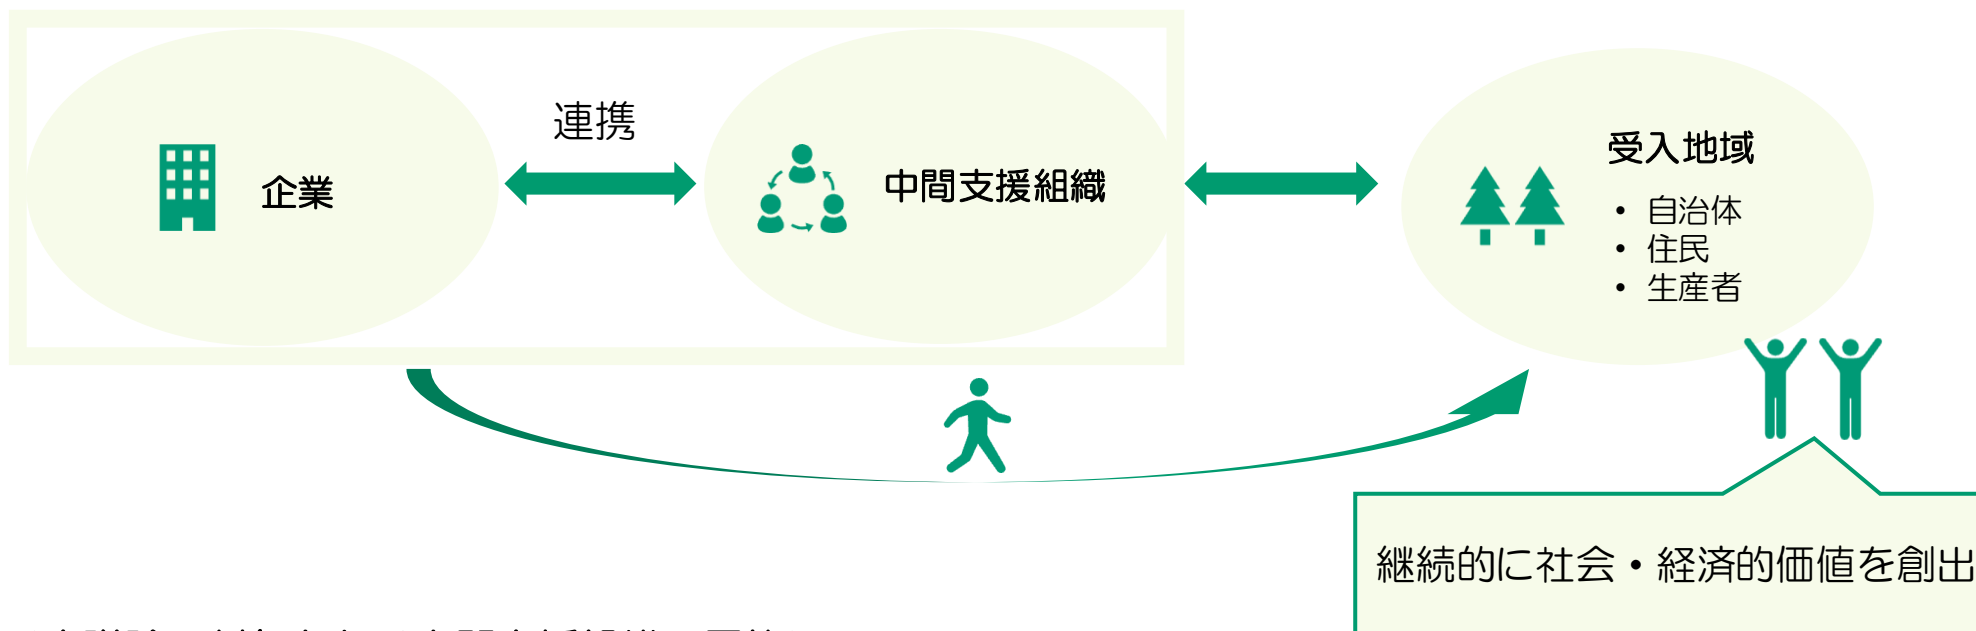 連携
企業
中間支援組織
受入地域
• 自治体
• 住民
• 生産者
継続的に社会・経済的価値を創出